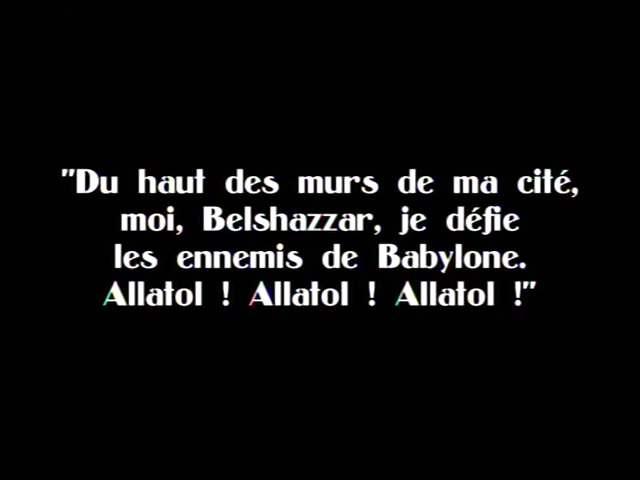 "Du haut des murs de ma cité,
moi, Belshazzar, je défie
les ennemis de Babylone.
Allatol ! Allatol ! Allatol !"